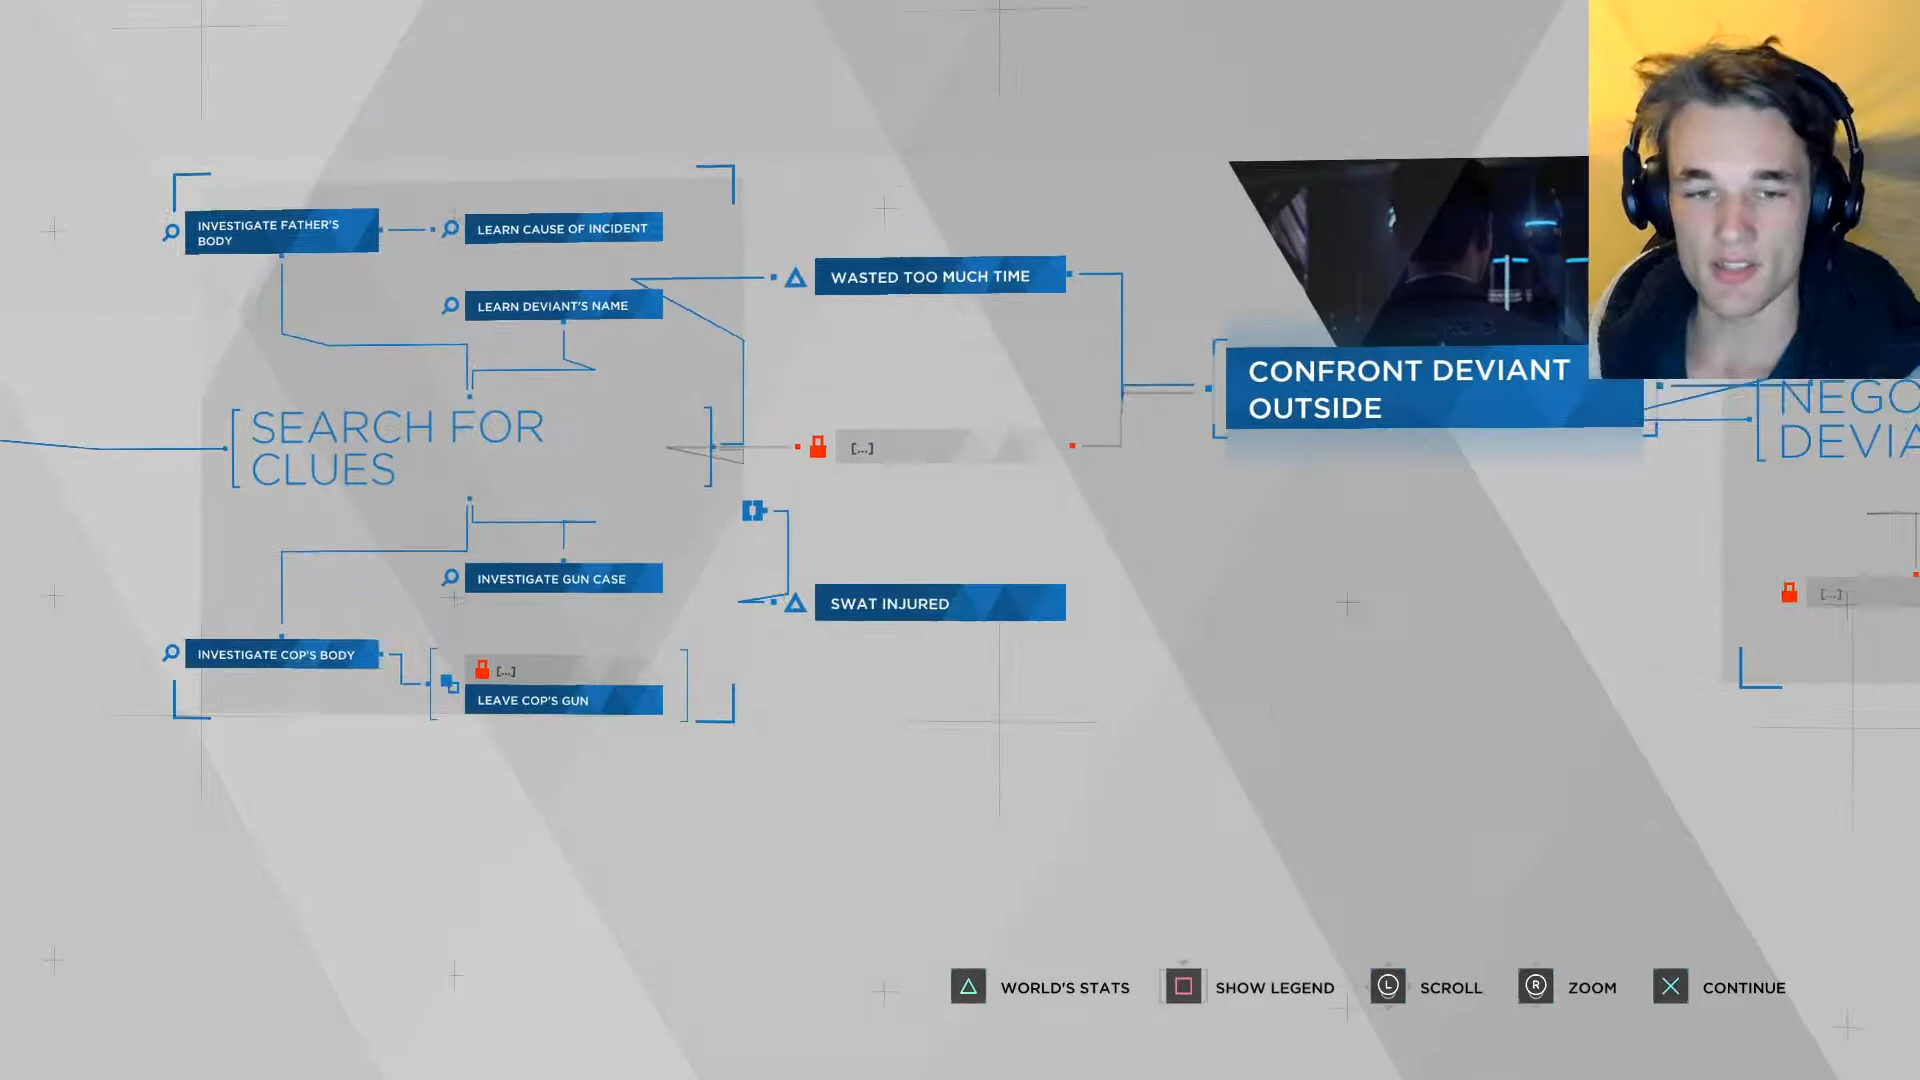 INVESTIGATE FATHER'S
BODY
LEARN CAUSE OF INCIDENT
LEARN DEVIANT'S NAME
WASTED TOO MUCH TIME
CONFRONT DEVIANT
OUTSIDE
SEARCH FOR
CLUES
[...]
NEGO
DEVIA
INVESTIGATE GUN CASE
SWAT INJURED
[...]
INVESTIGATE COP'S BODY
[...]
LEAVE COP'S GUN
WORLD'S STATS
SHOW LEGEND
L
SCROLL
R
ZOOM
CONTINUE